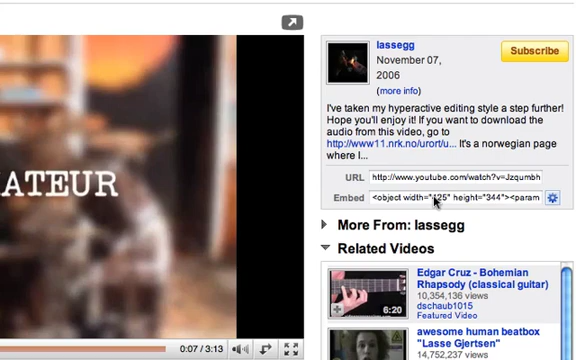 lassegg
November 07,
2006
(more info)
Subscribe
I've taken my hyperactive editing style a step further!
Hope you'll enjoy it! If you want to download the
audio from this video, go to
http://www11.nrk.no/urort/u... It's a norwegian page
where I...
URL http://www.youtube.com/watch?v=Jzqumbh
Embed <object width="425" height="344"><param
ATEUR
More From: lassegg
Related Videos
Edgar Cruz - Bohemian
Rhapsody (classical guitar)
10,354,136 views
dschaub1015
Featured Video
6:20
awesome human beatbox
"Lasse Gjertsen"
14,752,237 views
0:07 / 3:13